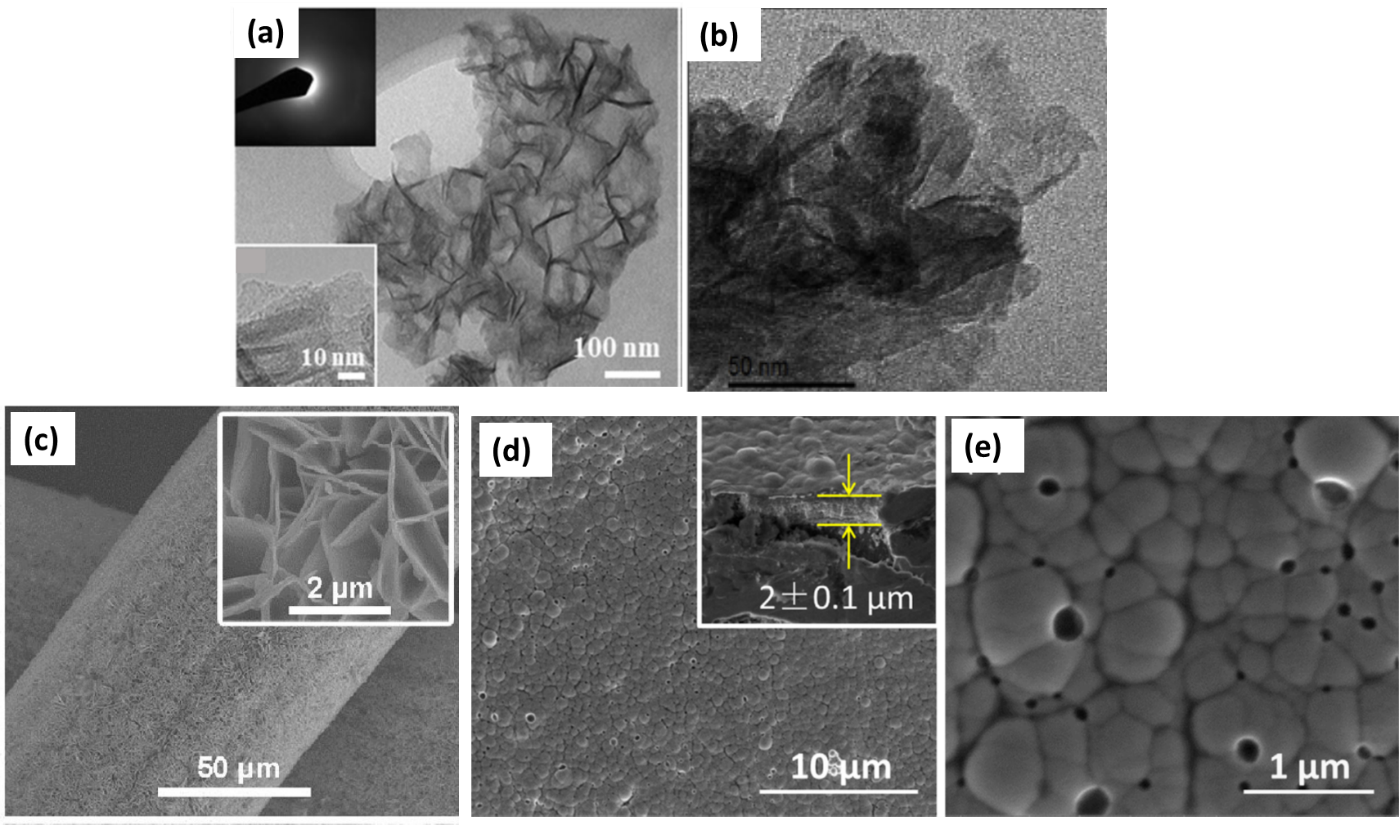 (a)
10 nm
100 nm
(b)
50 nm
(c)
2 µm
50 µm
(d)
2±0.1 µm
10 µm
(e)
1 µm